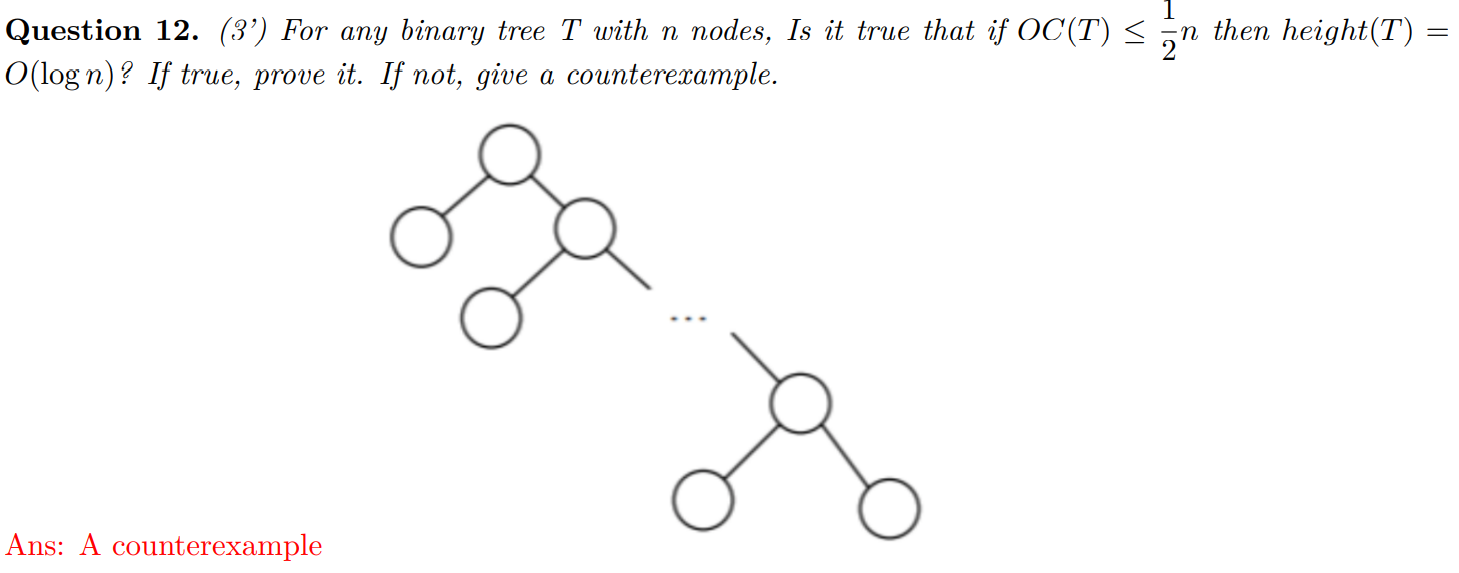 Question 12. (3') For any binary tree T with n nodes, Is it true that if OC(T) ≤ \frac{1}{2}n then height(T) =
O(log n)? If true, prove it. If not, give a counterexample.
...
Ans: A counterexample